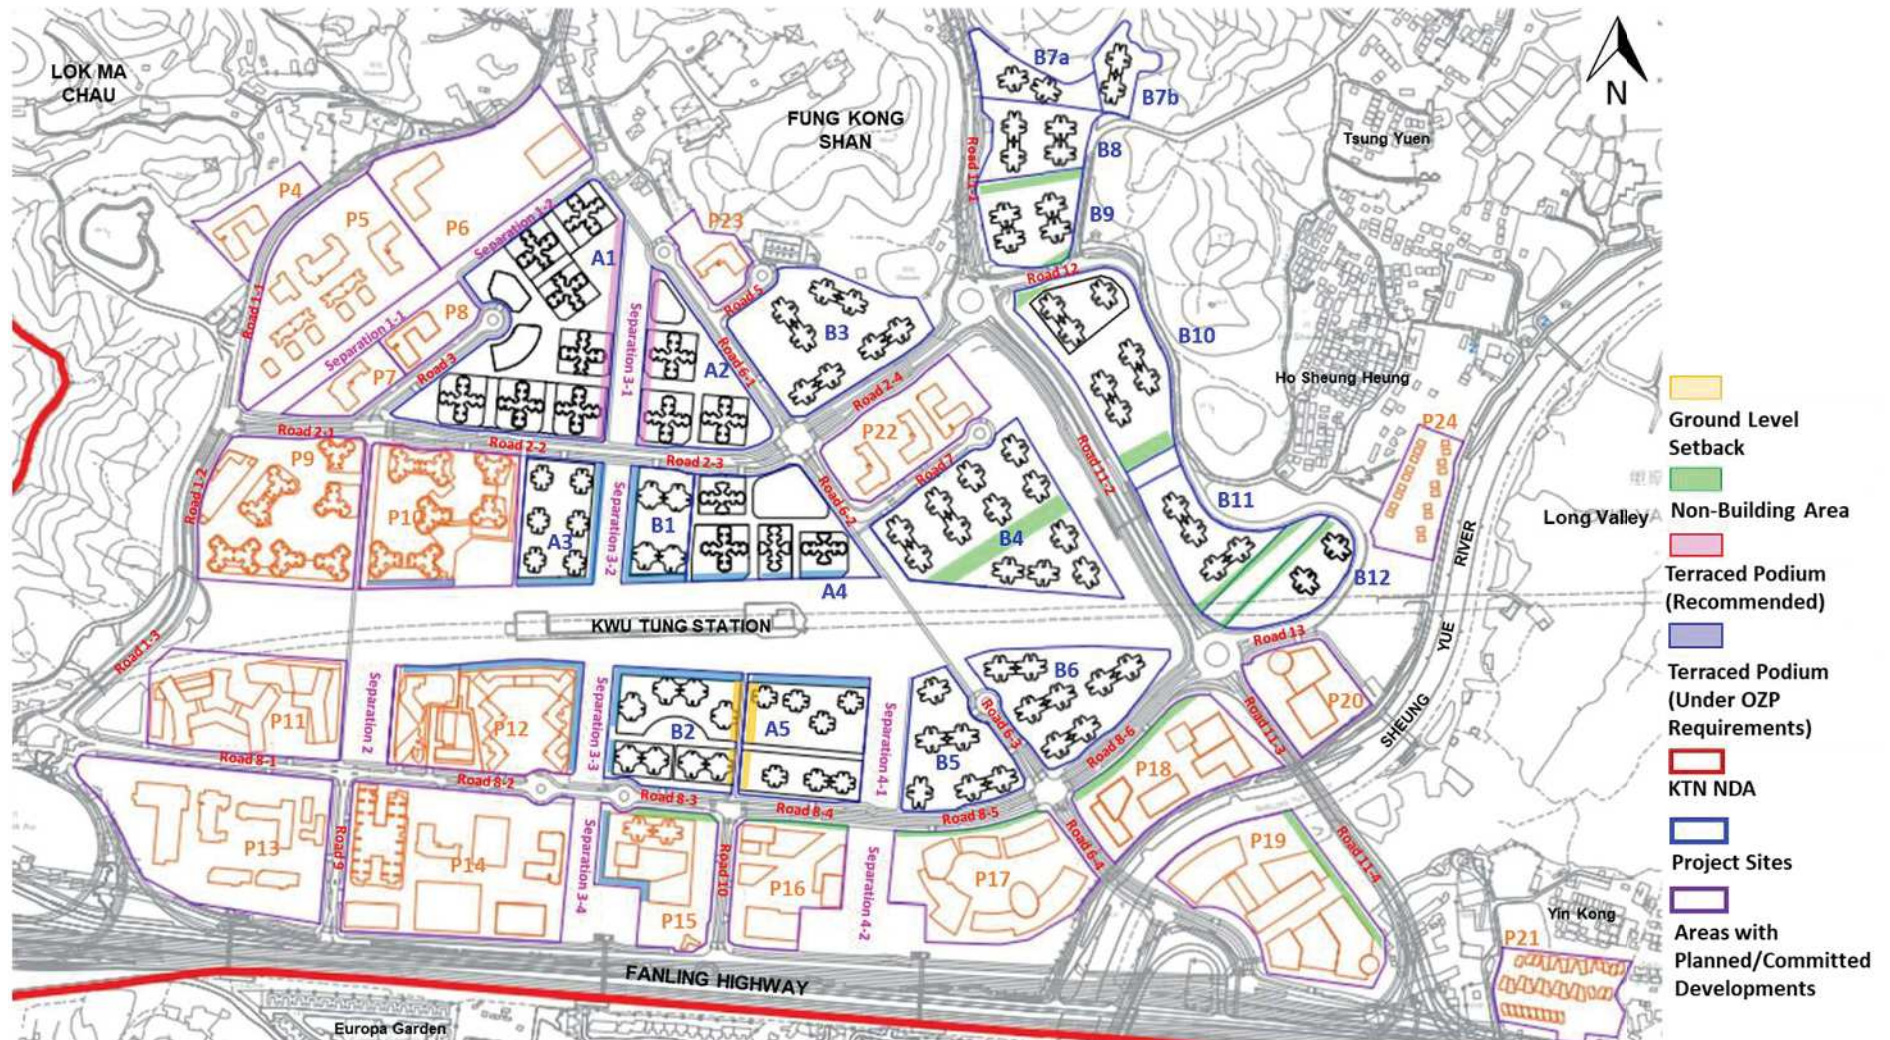 LOK MA
CHAU
FUNG KONG
SHAN
N
Tsung Yuen
Ho Sheung Heung
Long Valley
RIVER
YUE
SHEUNG
Yin Kong
KWU TUNG STATION
FANLING HIGHWAY
Europa Garden
P4
P5
P6
P7
P8
P9
P10
P11
P12
P13
P14
P15
P16
P17
P18
P19
P20
P21
P22
P23
P24
A1
A2
A3
A4
A5
B1
B2
B3
B4
B5
B6
B7a
B7b
B8
B9
B10
B11
B12
Road 1-1
Road 1-2
Road 1-3
Road 2-1
Road 2-2
Road 2-3
Road 2-4
Road 3
Road 5
Road 6-1
Road 6-2
Road 6-3
Road 6-4
Road 7
Road 8-1
Road 8-2
Road 8-3
Road 8-4
Road 8-5
Road 8-6
Road 9
Road 10
Road 11-1
Road 11-2
Road 11-3
Road 11-4
Road 12
Road 13
Separation 1-1
Separation 1-2
Separation 2
Separation 3-1
Separation 3-2
Separation 3-3
Separation 3-4
Separation 4-1
Separation 4-2
Ground Level
Setback
Non-Building Area
Terraced Podium
(Recommended)
Terraced Podium
(Under OZP
Requirements)
KTN NDA
Project Sites
Areas with
Planned/Committed
Developments